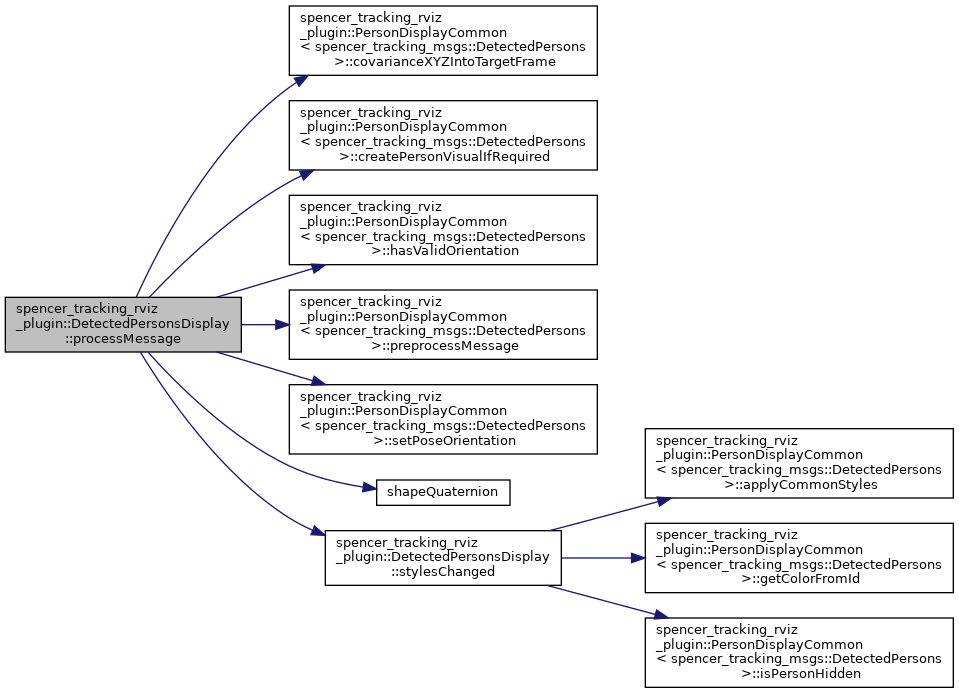 spencer_tracking_rviz
_plugin::PersonDisplayCommon
< spencer_tracking_msgs::DetectedPersons
>::covarianceXYZIntoTargetFrame
spencer_tracking_rviz
_plugin::PersonDisplayCommon
< spencer_tracking_msgs::DetectedPersons
>::createPersonVisualIfRequired
spencer_tracking_rviz
_plugin::PersonDisplayCommon
< spencer_tracking_msgs::DetectedPersons
>::hasValidOrientation
spencer_tracking_rviz
_plugin::DetectedPersonsDisplay
::processMessage
spencer_tracking_rviz
_plugin::PersonDisplayCommon
< spencer_tracking_msgs::DetectedPersons
>::preprocessMessage
spencer_tracking_rviz
_plugin::PersonDisplayCommon
< spencer_tracking_msgs::DetectedPersons
>::setPoseOrientation
shapeQuaternion
spencer_tracking_rviz
_plugin::DetectedPersonsDisplay
::stylesChanged
spencer_tracking_rviz
_plugin::PersonDisplayCommon
< spencer_tracking_msgs::DetectedPersons
>::applyCommonStyles
spencer_tracking_rviz
_plugin::PersonDisplayCommon
< spencer_tracking_msgs::DetectedPersons
>::getColorFromId
spencer_tracking_rviz
_plugin::PersonDisplayCommon
< spencer_tracking_msgs::DetectedPersons
>::isPersonHidden